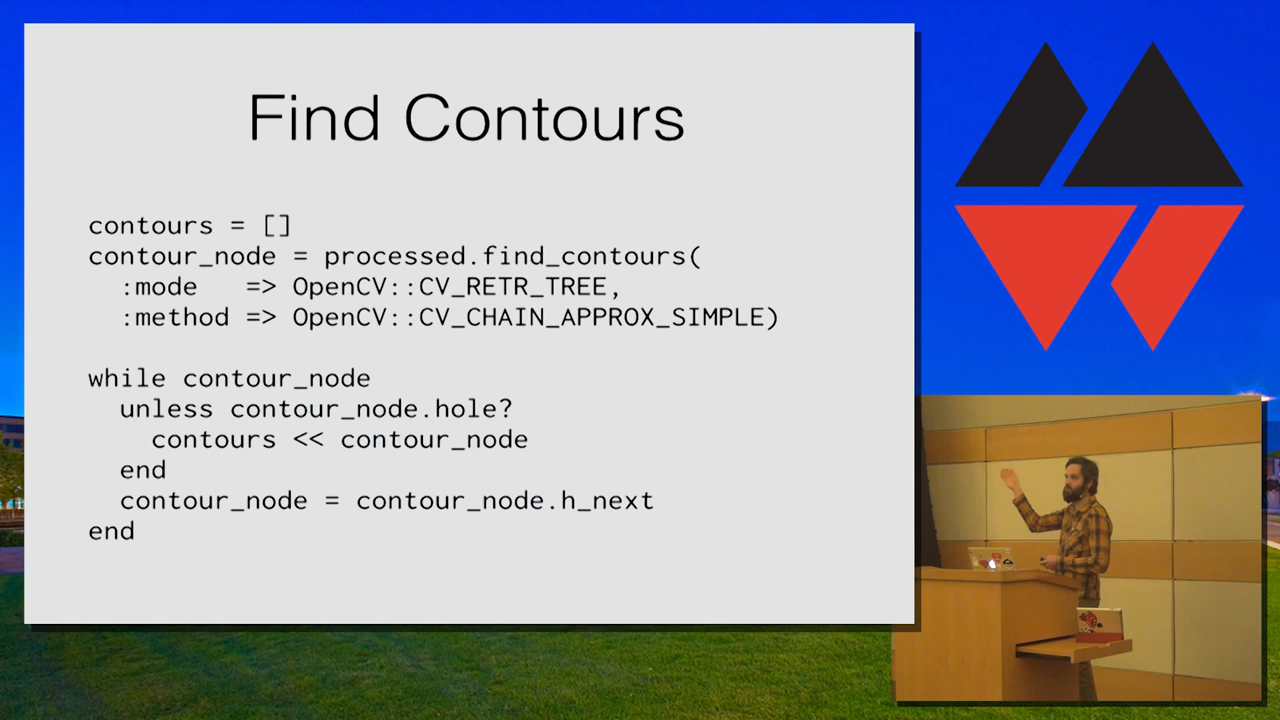 Find Contours
contours = []
contour_node = processed.find_contours(
  :mode   => OpenCV::CV_RETR_TREE,
  :method => OpenCV::CV_CHAIN_APPROX_SIMPLE)
while contour_node
  unless contour_node.hole?
    contours << contour_node
  end
  contour_node = contour_node.h_next
end